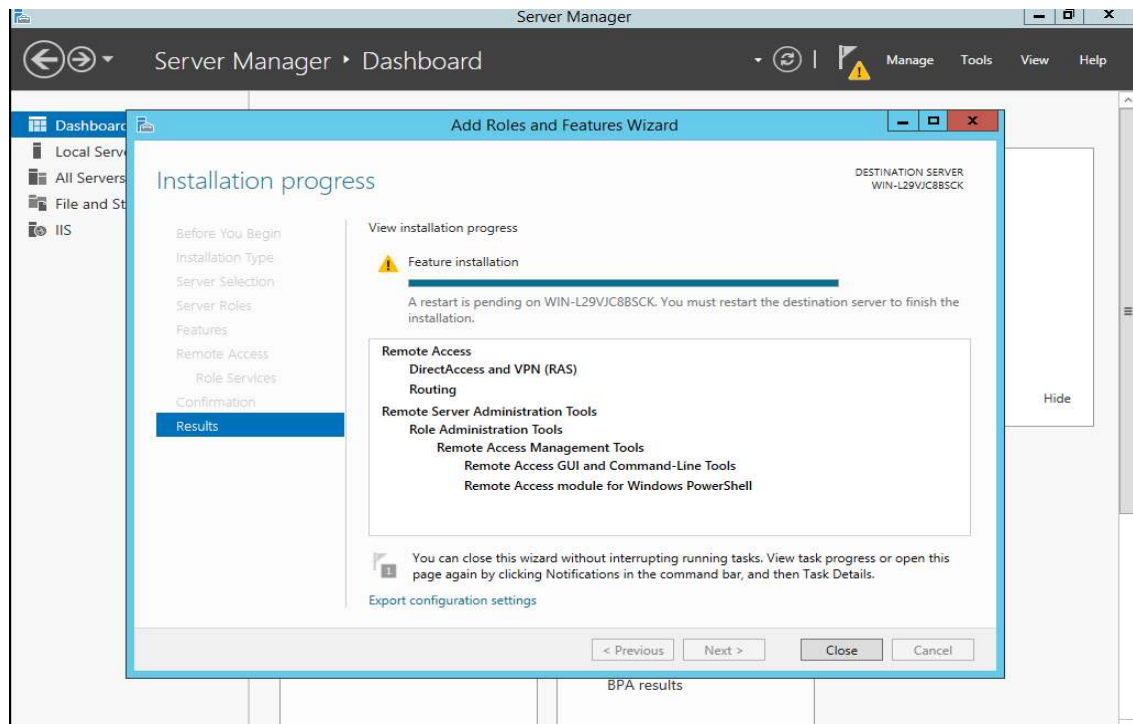 Server Manager
Server Manager • Dashboard
Manage
Tools
View
Help
Dashboard
Local Serv
All Servers
File and St
IIS
Add Roles and Features Wizard
Installation progress
DESTINATION SERVER
WIN-L29VJC8BSCK
Before You Begin
Installation Type
Server Selection
Server Roles
Features
Remote Access
Role Services
Confirmation
Results
View installation progress
Feature installation
A restart is pending on WIN-L29VJC8BSCK. You must restart the destination server to finish the
installation.
Remote Access
DirectAccess and VPN (RAS)
Routing
Remote Server Administration Tools
Role Administration Tools
Remote Access Management Tools
Remote Access GUI and Command-Line Tools
Remote Access module for Windows PowerShell
1
You can close this wizard without interrupting running tasks. View task progress or open this
page again by clicking Notifications in the command bar, and then Task Details.
Export configuration settings
< Previous
Next >
Close
Cancel
Hide
BPA results